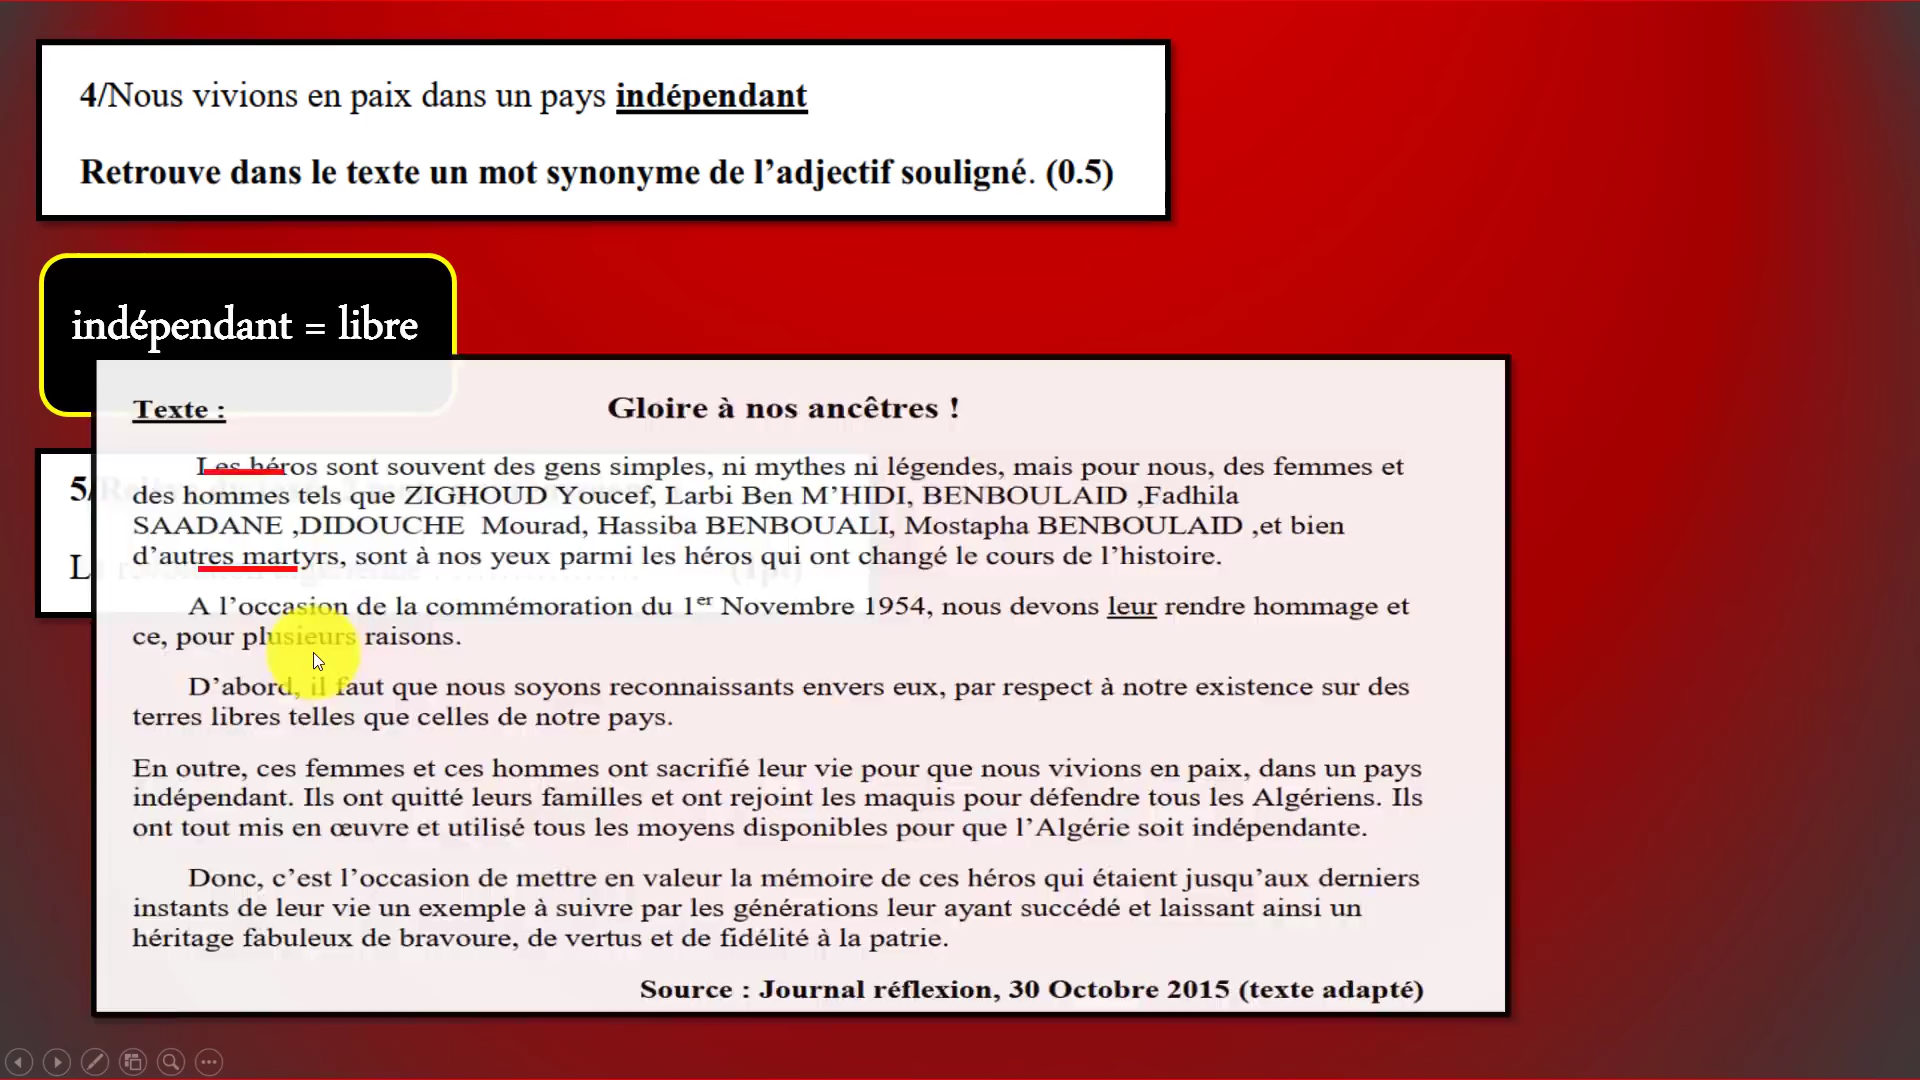 4/Nous vivions en paix dans un pays indépendant
Retrouve dans le texte un mot synonyme de l’adjectif souligné. (0.5)
indépendant = libre
Texte :
Gloire à nos ancêtres !
Les héros sont souvent des gens simples, ni mythes ni légendes, mais pour nous, des femmes et
des hommes tels que ZIGHOUD Youcef, Larbi Ben M’HIDI, BENBOULAID ,Fadhila
SAADANE ,DIDOUCHE Mourad, Hassiba BENBOUALI, Mostapha BENBOULAID ,et bien
d’autres martyrs, sont à nos yeux parmi les héros qui ont changé le cours de l’histoire.
A l’occasion de la commémoration du 1er Novembre 1954, nous devons leur rendre hommage et
ce, pour plusieurs raisons.
D’abord, il faut que nous soyons reconnaissants envers eux, par respect à notre existence sur des
terres libres telles que celles de notre pays.
En outre, ces femmes et ces hommes ont sacrifié leur vie pour que nous vivions en paix, dans un pays
indépendant. Ils ont quitté leurs familles et ont rejoint les maquis pour défendre tous les Algériens. Ils
ont tout mis en œuvre et utilisé tous les moyens disponibles pour que l’Algérie soit indépendante.
Donc, c’est l’occasion de mettre en valeur la mémoire de ces héros qui étaient jusqu’aux derniers
instants de leur vie un exemple à suivre par les générations leur ayant succédé et laissant ainsi un
héritage fabuleux de bravoure, de vertus et de fidélité à la patrie.
Source : Journal réflexion, 30 Octobre 2015 (texte adapté)
5/
(1pt)